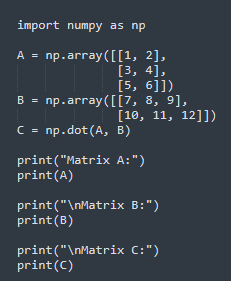 import numpy as np
A = np.array([[1, 2],
[3, 4],
[5, 6]])
B = np.array([[7, 8, 9],
[10, 11, 12]])
C = np.dot(A, B)
print("Matrix A:")
print(A)
print("\nMatrix B:")
print(B)
print("\nMatrix C:")
print(C)